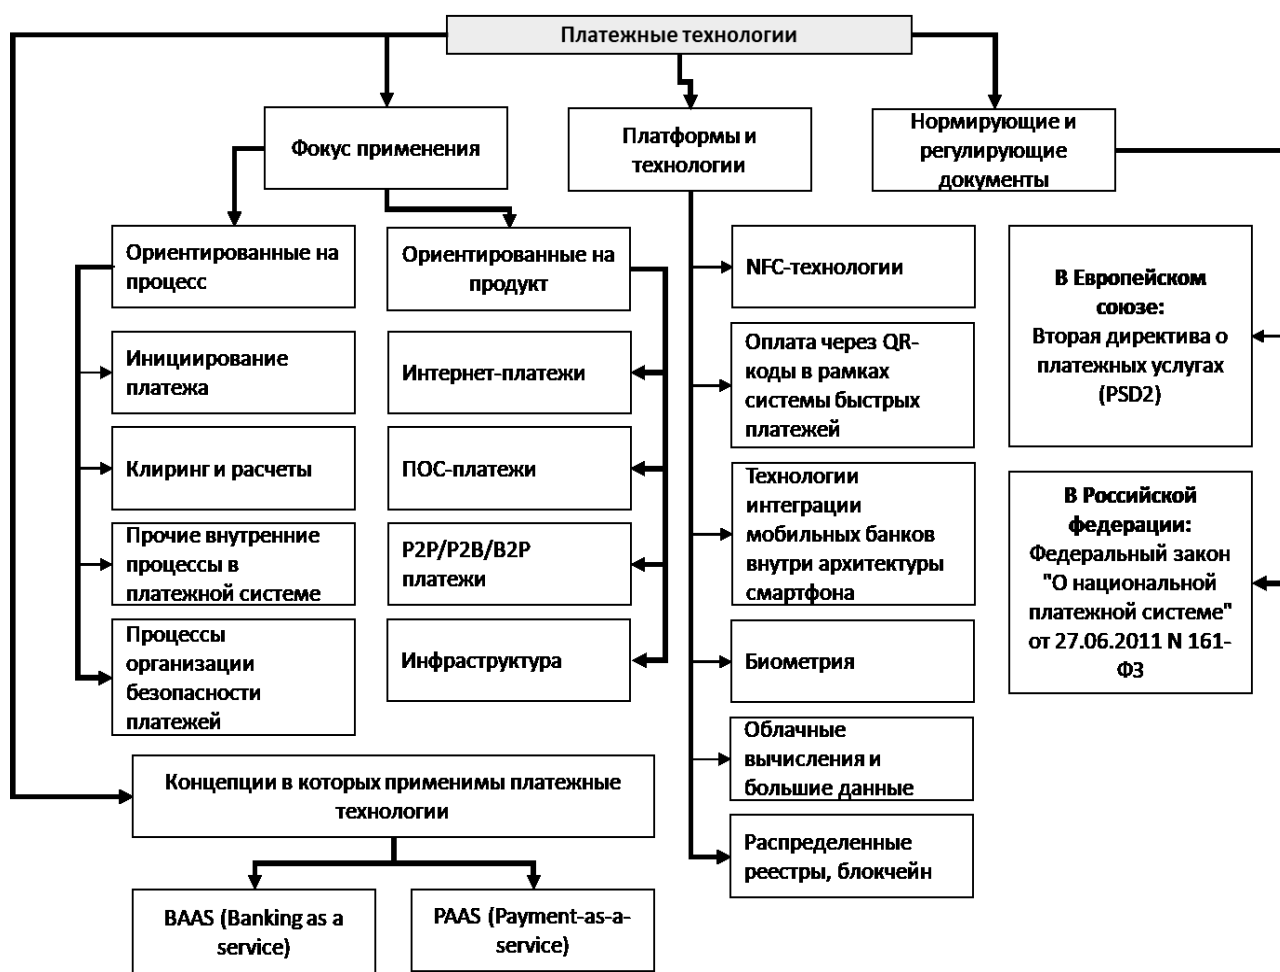 Платежные технологии
Фокус применения
Платформы и
технологии
Нормирующие и
регулирующие
документы
Ориентированные на
процесс
Ориентированные на
продукт
Инициирование
платежа
Клиринг и расчеты
Прочие внутренние
процессы в
платежной системе
Процессы
организации
безопасности
платежей
Интернет-платежи
ПОС-платежи
P2P/P2B/B2P
платежи
Инфраструктура
NFC-технологии
Оплата через QR-
коды в рамках
системы быстрых
платежей
Технологии
интеграции
мобильных банков
внутри архитектуры
смартфона
Биометрия
Облачные
вычисления и
большие данные
Распределенные
реестры, блокчейн
В Европейском
союзе:
Вторая директива о
платежных услугах
(PSD2)
В Российской
федерации:
Федеральный закон
"О национальной
платежной системе"
от 27.06.2011 N 161-
ФЗ
Концепции в которых применимы платежные
технологии
BAAS (Banking as a
service)
PAAS (Payment-as-a-
service)